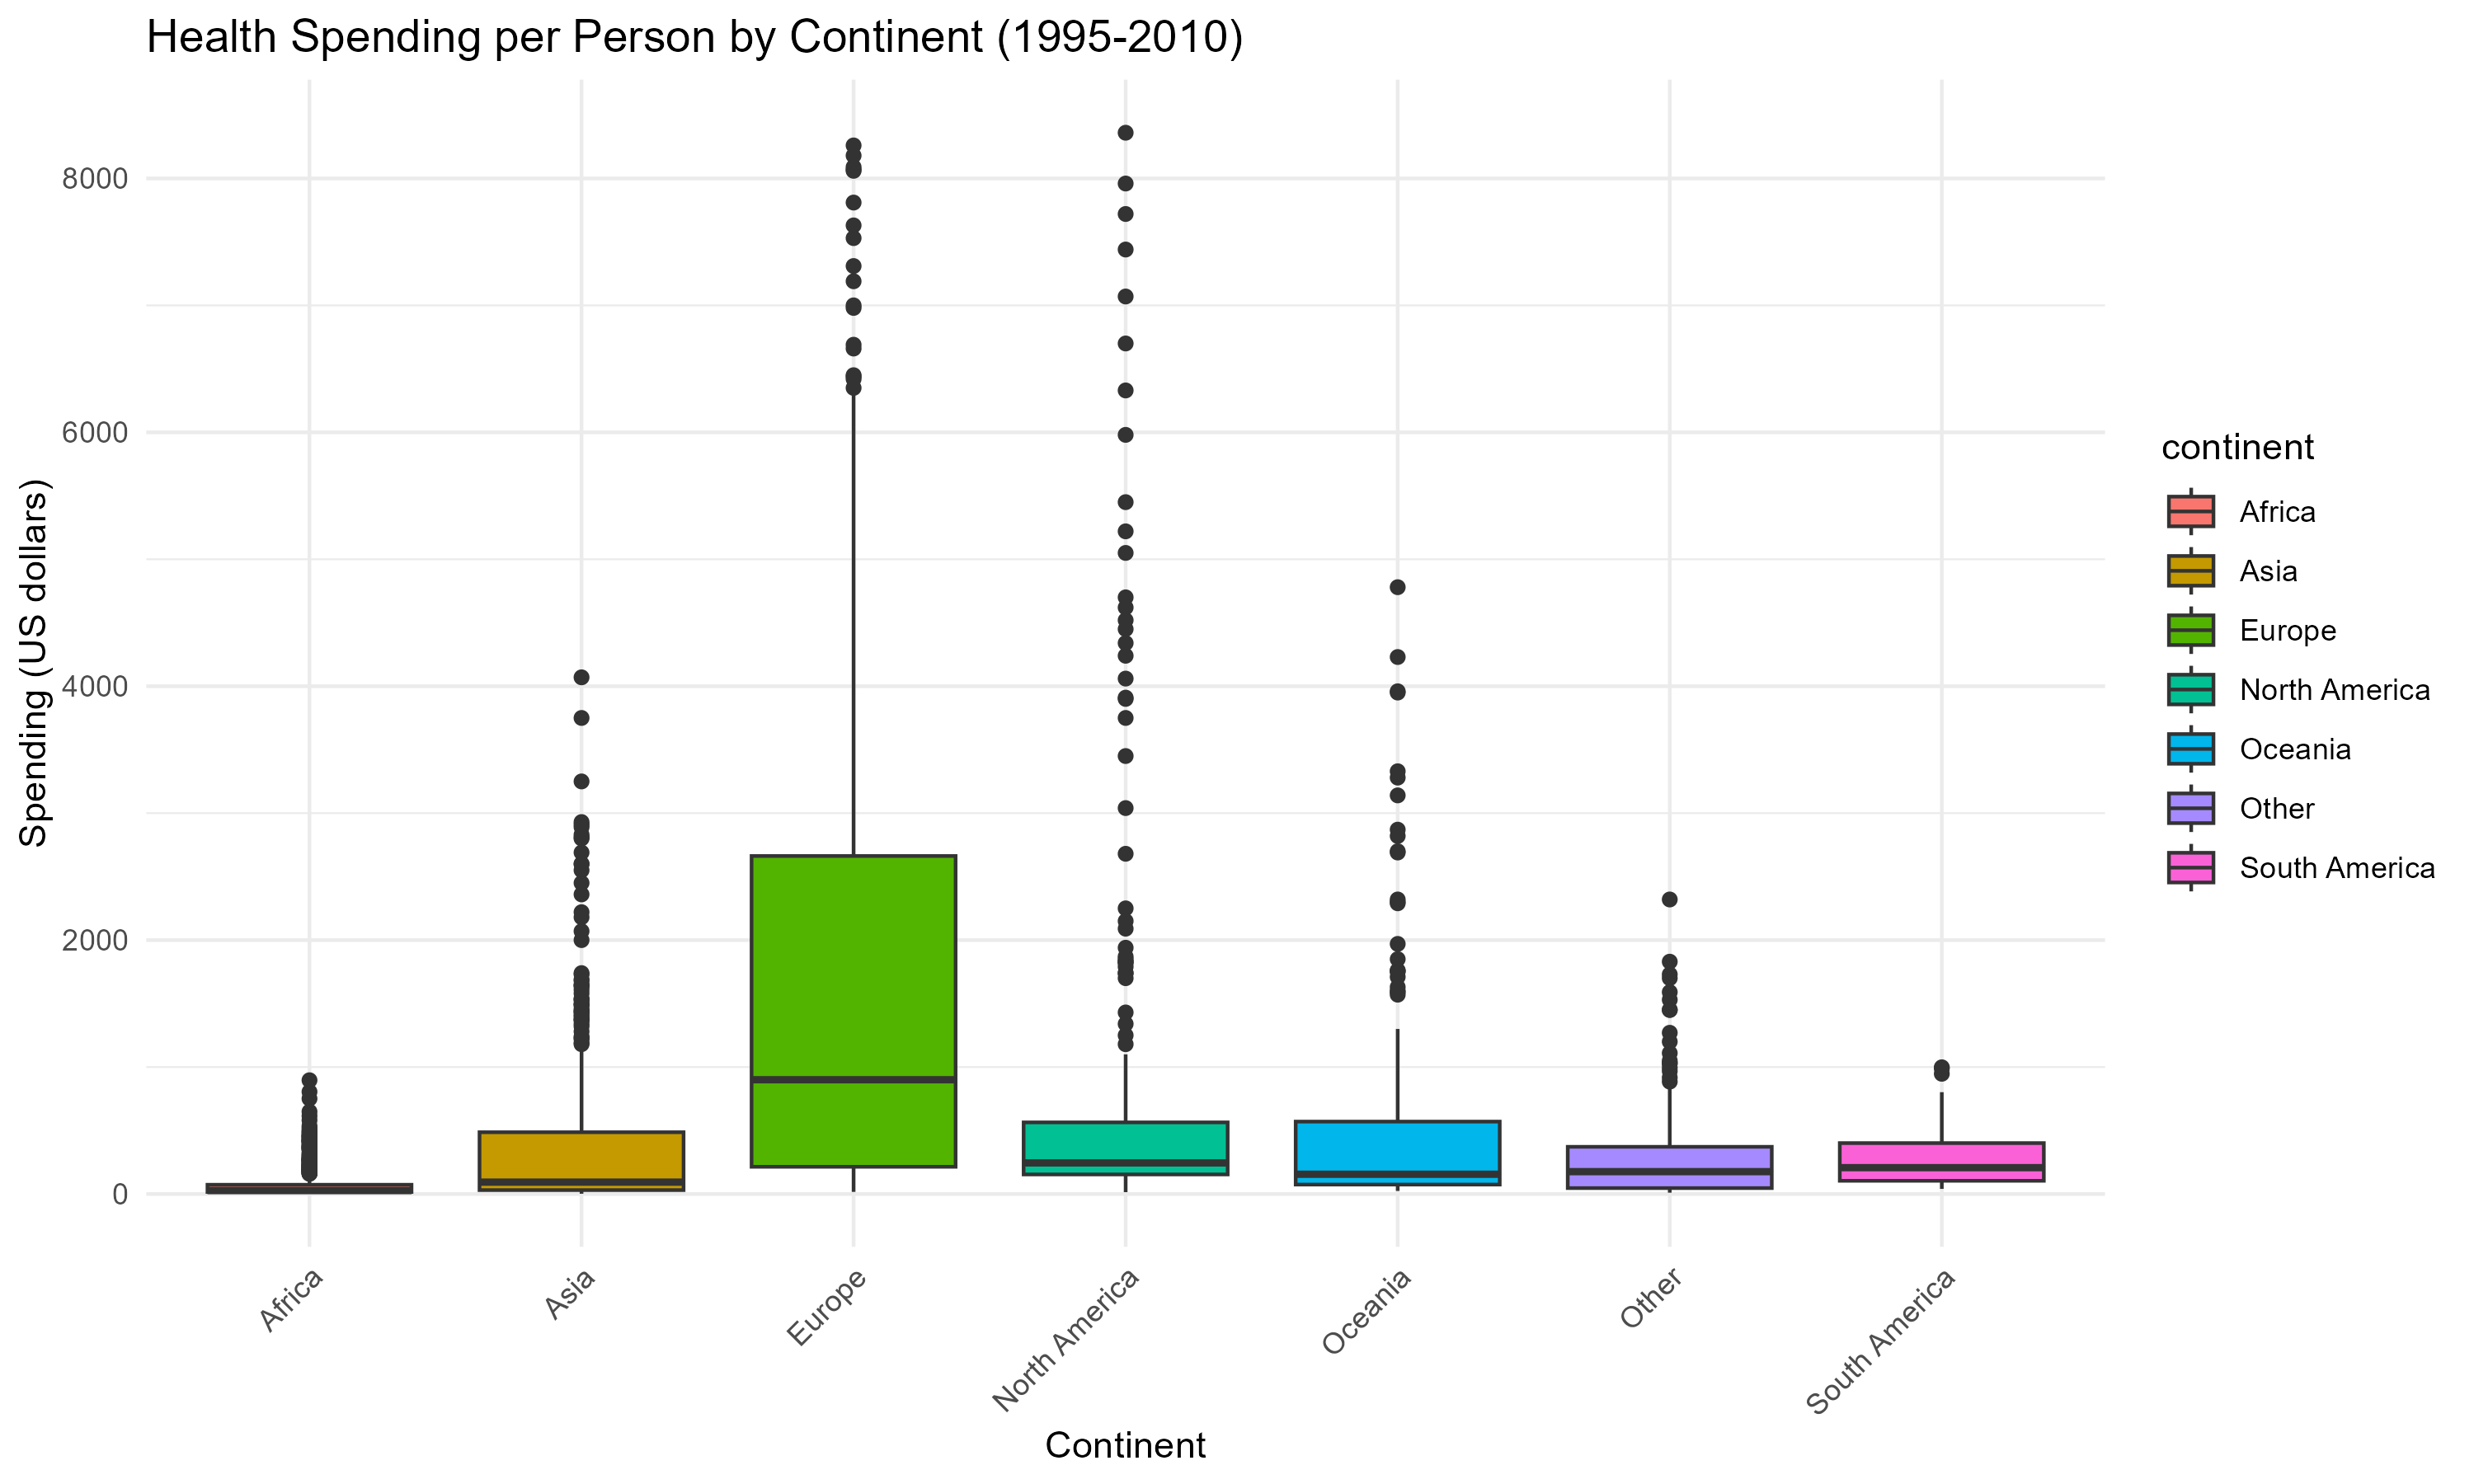 Health Spending per Person by Continent (1995-2010)
Spending (US dollars)
8000
6000
4000
2000
0
Africa
Asia
Europe
North America
Oceania
Other
South America
Continent
continent
Africa
Asia
Europe
North America
Oceania
Other
South America